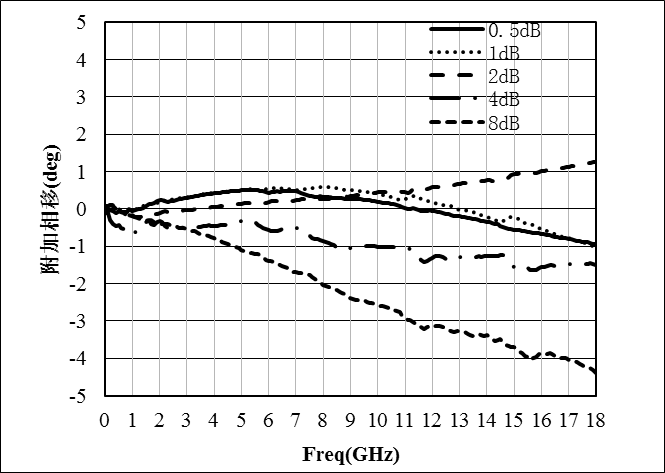 5
4
3
2
1
0
-1
-2
-3
-4
-5
附加相移(deg)
0.5dB
1dB
2dB
4dB
8dB
0 1 2 3 4 5 6 7 8 9 10 11 12 13 14 15 16 17 18
Freq(GHz)